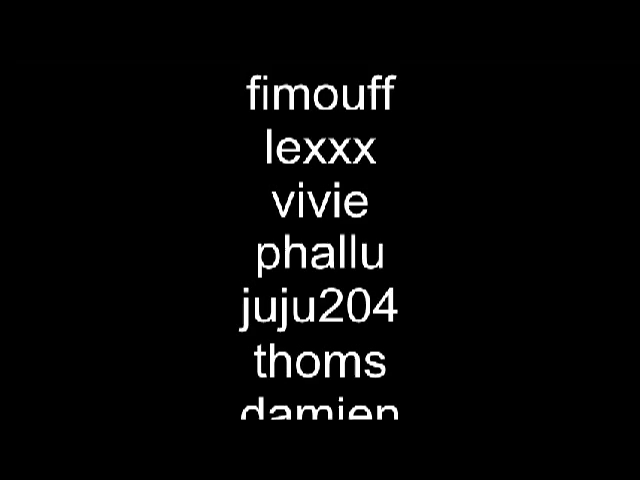 fimouff
lexxx
vivie
phallu
juju204
thoms
damien